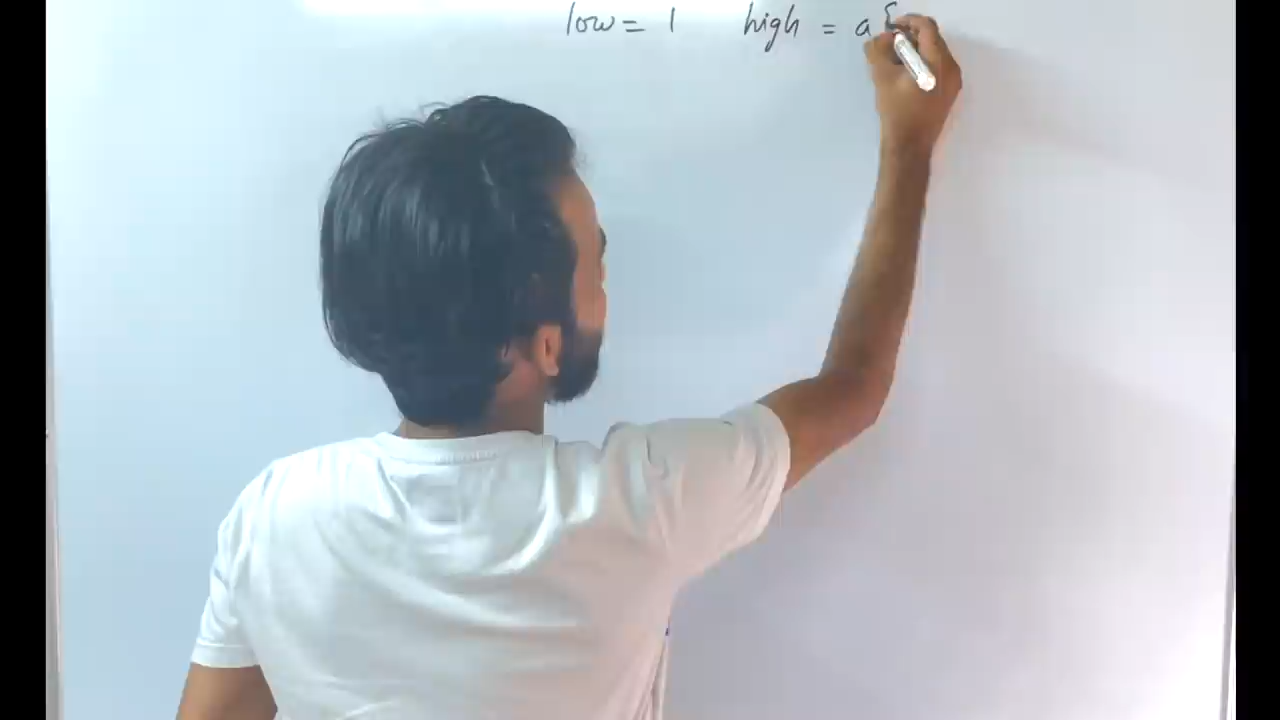 low = 1 high = a